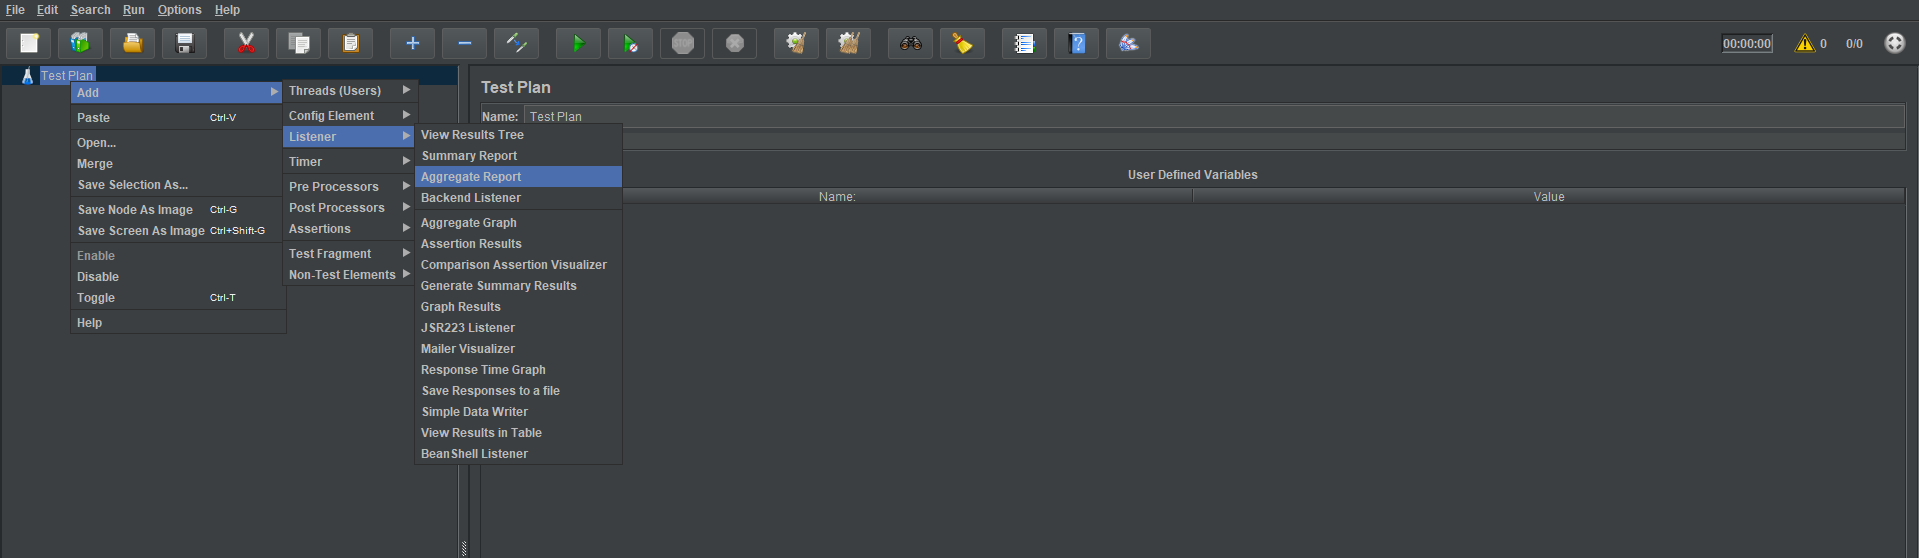 File Edit Search Run Options Help
STOP
00:00:00 0 0/0
Test Plan
Add
Paste Ctrl-V
Open...
Merge
Save Selection As...
Save Node As Image Ctrl-G
Save Screen As Image Ctrl+Shift-G
Enable
Disable
Toggle Ctrl-T
Help
Threads (Users)
Config Element
Listener
Timer
Pre Processors
Post Processors
Assertions
Test Fragment
Non-Test Elements
View Results Tree
Summary Report
Aggregate Report
Backend Listener
Aggregate Graph
Assertion Results
Comparison Assertion Visualizer
Generate Summary Results
Graph Results
JSR223 Listener
Mailer Visualizer
Response Time Graph
Save Responses to a file
Simple Data Writer
View Results in Table
BeanShell Listener
Test Plan
Name: Test Plan
User Defined Variables
Name: Value